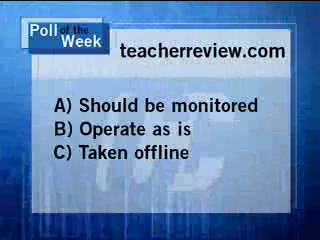 Poll of the
Week
teacherreview.com
A) Should be monitored
B) Operate as is
C) Taken offline